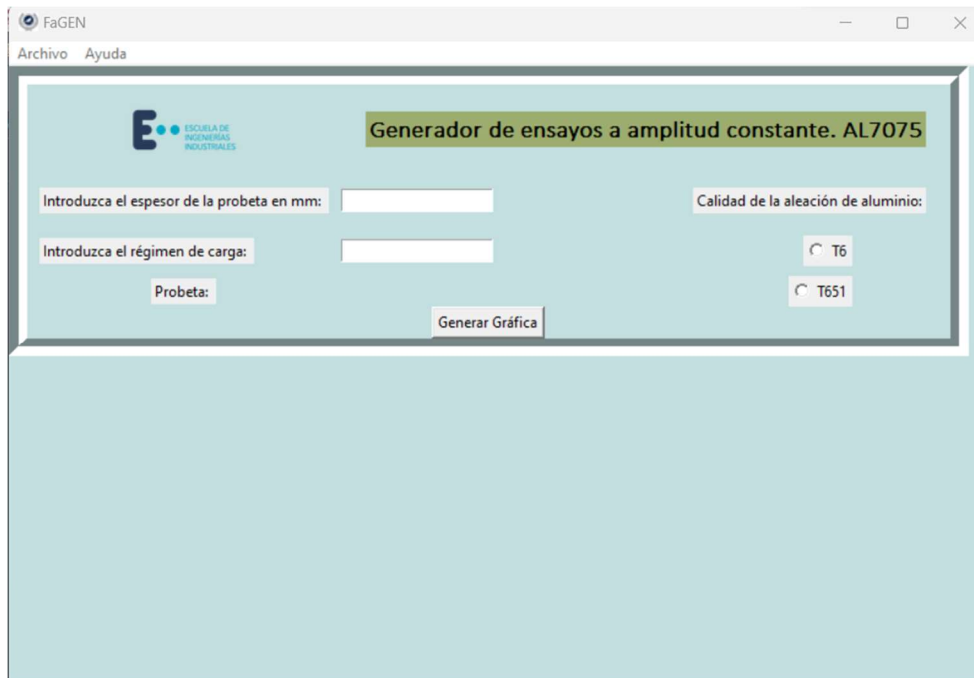 FaGEN
Archivo Ayuda
ESCUELA DE
INGENIERÍAS
INDUSTRIALES
Generador de ensayos a amplitud constante. AL7075
Introduzca el espesor de la probeta en mm:
Calidad de la aleación de aluminio:
Introduzca el régimen de carga:
T6
Probeta:
T651
Generar Gráfica